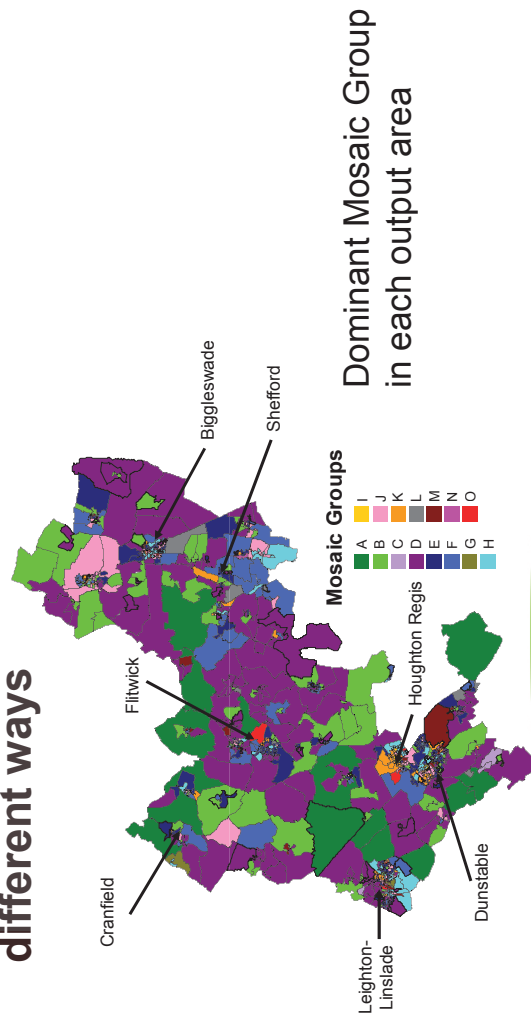 different ways
Biggleswade
Shefford
Flitwick
Cranfield
Houghton Regis
Dunstable
Leighton-
Linslade
Dominant Mosaic Group
in each output area
Mosaic Groups
A
B
C
D
E
F
G
H
I
J
K
L
M
N
O